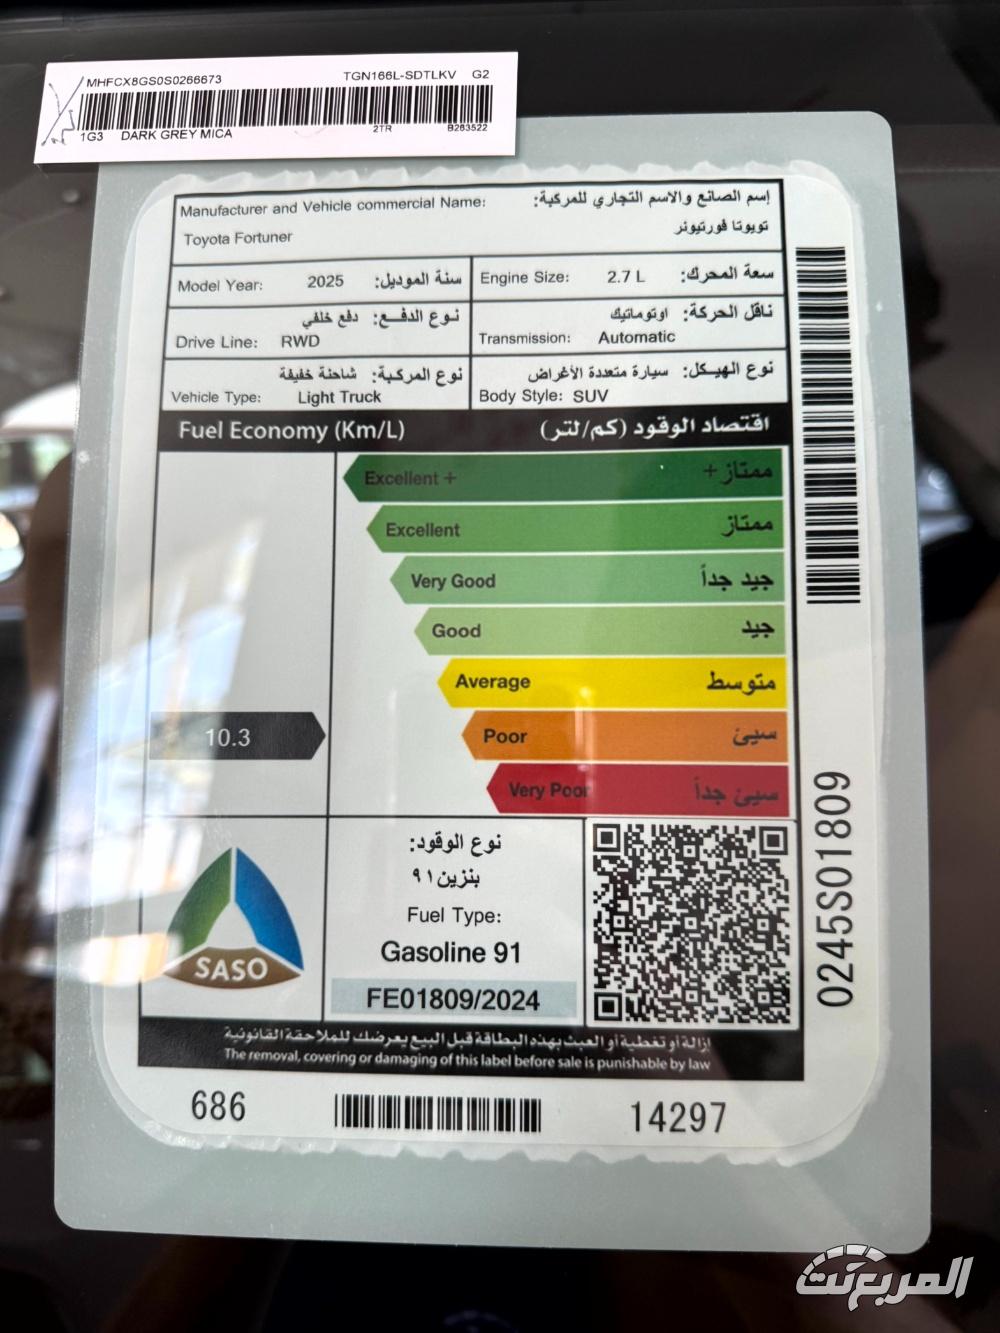 MHFCX8GS0S0266673 TGN166L-SDTLKV G2
1G3 DARK GREY MICA 2TR B263522
Manufacturer and Vehicle commercial Name: إسم الصانع والاسم التجاري للمركبة:
Toyota Fortuner تويوتا فورتيونر
Model Year: 2025 سنة الموديل:
Engine Size: 2.7 L سعة المحرك:
نوع الدفع: دفع خلفي
Drive Line: RWD
ناقل الحركة: اوتوماتيك
Transmission: Automatic
نوع المركبة: شاحنة خفيفة
Vehicle Type: Light Truck
نوع الهيكل: سيارة متعددة الأغراض
Body Style: SUV
Fuel Economy (Km/L) اقتصاد الوقود (كم/لتر)
Excellent + ممتاز+
Excellent ممتاز
Very Good جيد جداً
Good جيد
Average متوسط
10.3
Poor سيئ
Very Poor سيئ جداً
SASO
نوع الوقود:
بنزين ٩١
Fuel Type:
Gasoline 91
FE01809/2024
0245S01809
إزالة أو تغطية أو العبث بهذه البطاقة قبل البيع يعرضك للملاحقة القانونية
The removal, covering or damaging of this label before sale is punishable by law
686 14297
المربع نت